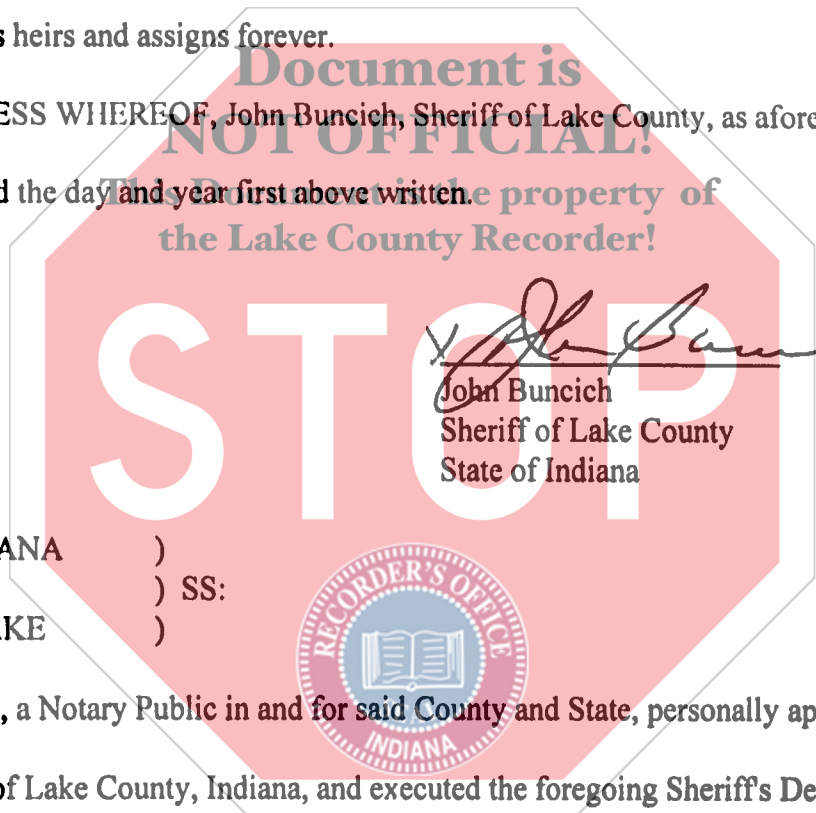 s heirs and assigns forever.
Document is
ESS WHEREOF, John Buncich, Sheriff of Lake County, as afore
NOT OFFICIAL!
d the day and year first above written.
This Document is the property of
the Lake County Recorder!
STOP
John Bunc
John Buncich
Sheriff of Lake County
State of Indiana
ANA )
) SS:
KE )
RECORDER'S OFFICE
INDIANA
, a Notary Public in and for said County and State, personally ap
of Lake County, Indiana, and executed the foregoing Sheriff's De